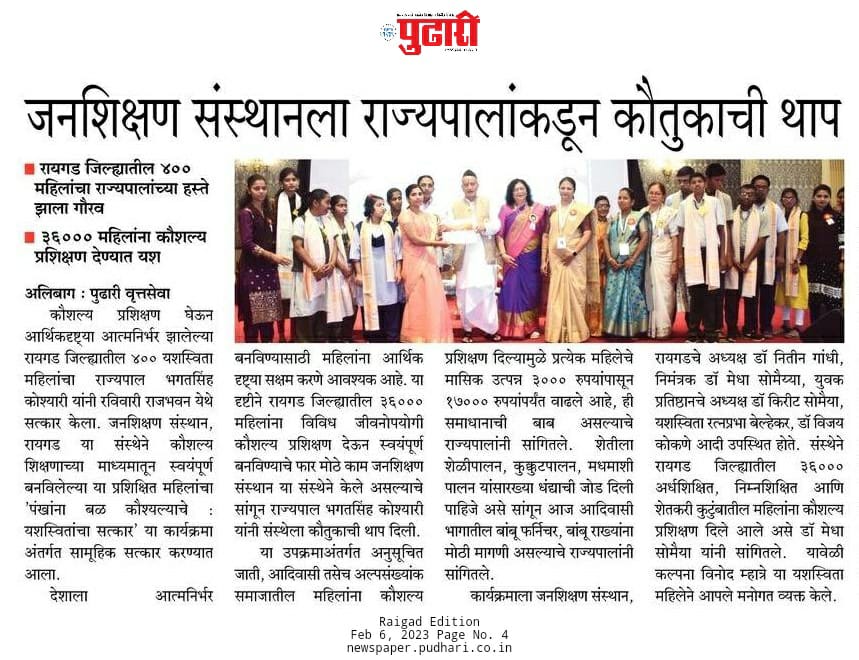 पुढारी
जनशिक्षण संस्थानला राज्यपालांकडून कौतुकाची थाप
रायगड जिल्ह्यातील ४००
महिलांचा राज्यपालांच्या हस्ते
झाला गौरव
३६००० महिलांना कौशल्य
प्रशिक्षण देण्यात यश
अलिबाग : पुढारी वृत्तसेवा
कौशल्य प्रशिक्षण घेऊन
आर्थिकदृष्ट्या आत्मनिर्भर झालेल्या
रायगड जिल्ह्यातील ४०० यशस्विता
महिलांचा राज्यपाल भगतसिंह
कोश्यारी यांनी रविवारी राजभवन येथे
सत्कार केला. जनशिक्षण संस्थान,
रायगड या संस्थेने कौशल्य
शिक्षणाच्या माध्यमातून स्वयंपूर्ण
बनविलेल्या या प्रशिक्षित महिलांचा
'पंखांना बळ कौश्यल्याचे :
यशस्वितांचा सत्कार' या कार्यक्रमा
अंतर्गत सामूहिक सत्कार करण्यात
आला.
देशाला आत्मनिर्भर
बनविण्यासाठी महिलांना आर्थिक
दृष्ट्या सक्षम करणे आवश्यक आहे. या
दृष्टीने रायगड जिल्ह्यातील ३६०००
महिलांना विविध जीवनोपयोगी
कौशल्य प्रशिक्षण देऊन स्वयंपूर्ण
बनविण्याचे फार मोठे काम जनशिक्षण
संस्थान या संस्थेने केले असल्याचे
सांगून राज्यपाल भगतसिंह कोश्यारी
यांनी संस्थेला कौतुकाची थाप दिली.
या उपक्रमाअंतर्गत अनुसूचित
जाती, आदिवासी तसेच अल्पसंख्यांक
समाजातील महिलांना कौशल्य
प्रशिक्षण दिल्यामुळे प्रत्येक महिलेचे
मासिक उत्पन्न ३००० रुपयांपासून
१७००० रुपयांपर्यंत वाढले आहे, ही
समाधानाची बाब असल्याचे
राज्यपालांनी सांगितले. शेतीला
शेळीपालन, कुक्कुटपालन, मधमाशी
पालन यांसारख्या धंद्याची जोड दिली
पाहिजे असे सांगून आज आदिवासी
भागातील बांबू फर्निचर, बांबू राख्यांना
मोठी मागणी असल्याचे राज्यपालांनी
सांगितले.
कार्यक्रमाला जनशिक्षण संस्थान,
रायगडचे अध्यक्ष डॉ नितीन गांधी,
निमंत्रक डॉ मेधा सोमैय्या, युवक
प्रतिष्ठानचे अध्यक्ष डॉ किरीट सोमैया,
यशस्विता रत्नप्रभा बेल्हेकर, डॉ विजय
कोकणे आदी उपस्थित होते. संस्थेने
रायगड जिल्ह्यातील ३६०००
अर्धशिक्षित, निम्नशिक्षित आणि
शेतकरी कुटुंबातील महिलांना कौशल्य
प्रशिक्षण दिले आले असे डॉ मेधा
सोमैया यांनी सांगितले. यावेळी
कल्पना विनोद म्हात्रे या यशस्विता
महिलेने आपले मनोगत व्यक्त केले.
Raigad Edition
Feb 6, 2023 Page No. 4
newspaper.pudhari.co.in